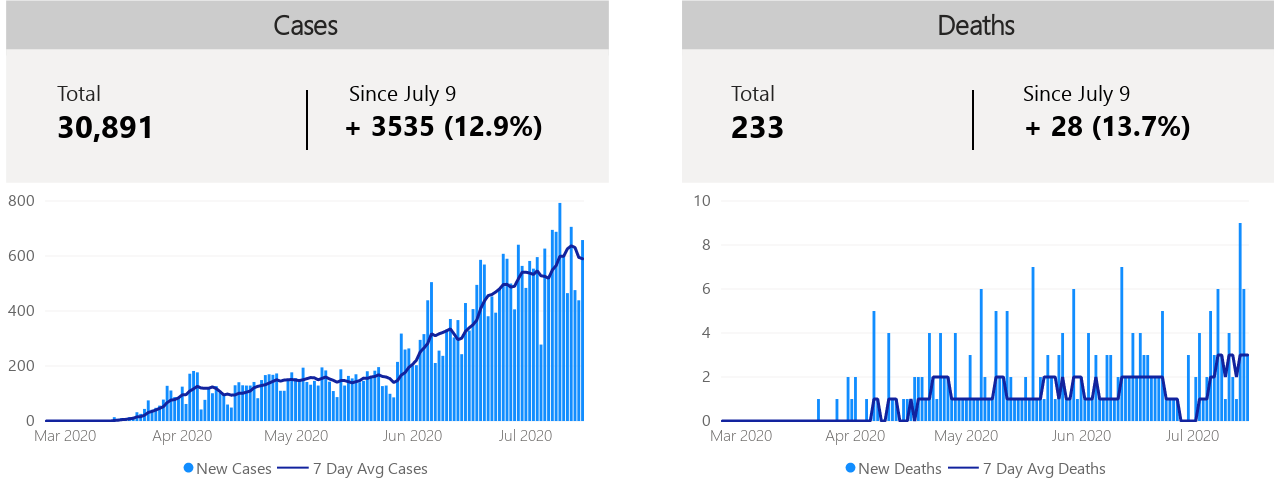 Cases
Total
Since July 9
30,891
+ 3535 (12.9%)
800
600
400
200
0
Mar 2020 Apr 2020 May 2020 Jun 2020 Jul 2020
New Cases 7 Day Avg Cases
Deaths
Total
Since July 9
233
+ 28 (13.7%)
10
8
6
4
2
0
Mar 2020 Apr 2020 May 2020 Jun 2020 Jul 2020
New Deaths 7 Day Avg Deaths